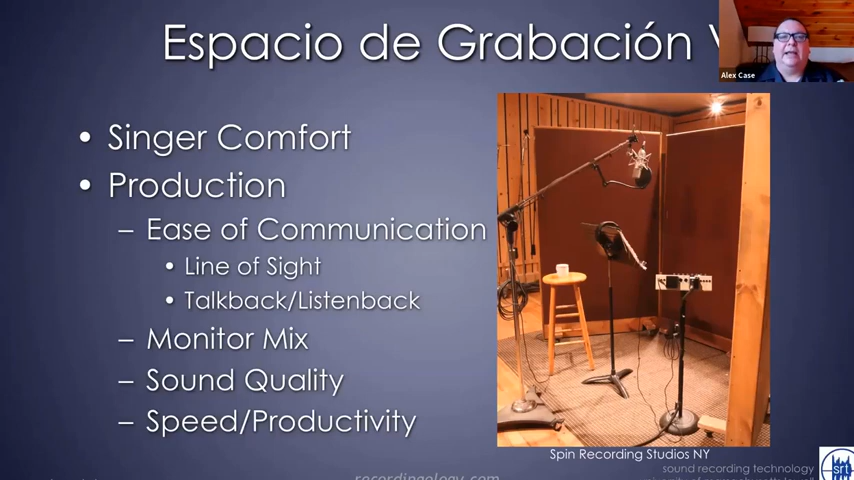 Espacio de Grabación
Alex Case
• Singer Comfort
• Production
– Ease of Communication
• Line of Sight
• Talkback/Listenback
– Monitor Mix
– Sound Quality
– Speed/Productivity
Spin Recording Studios NY
sound recording technology
recordingology.com
srt